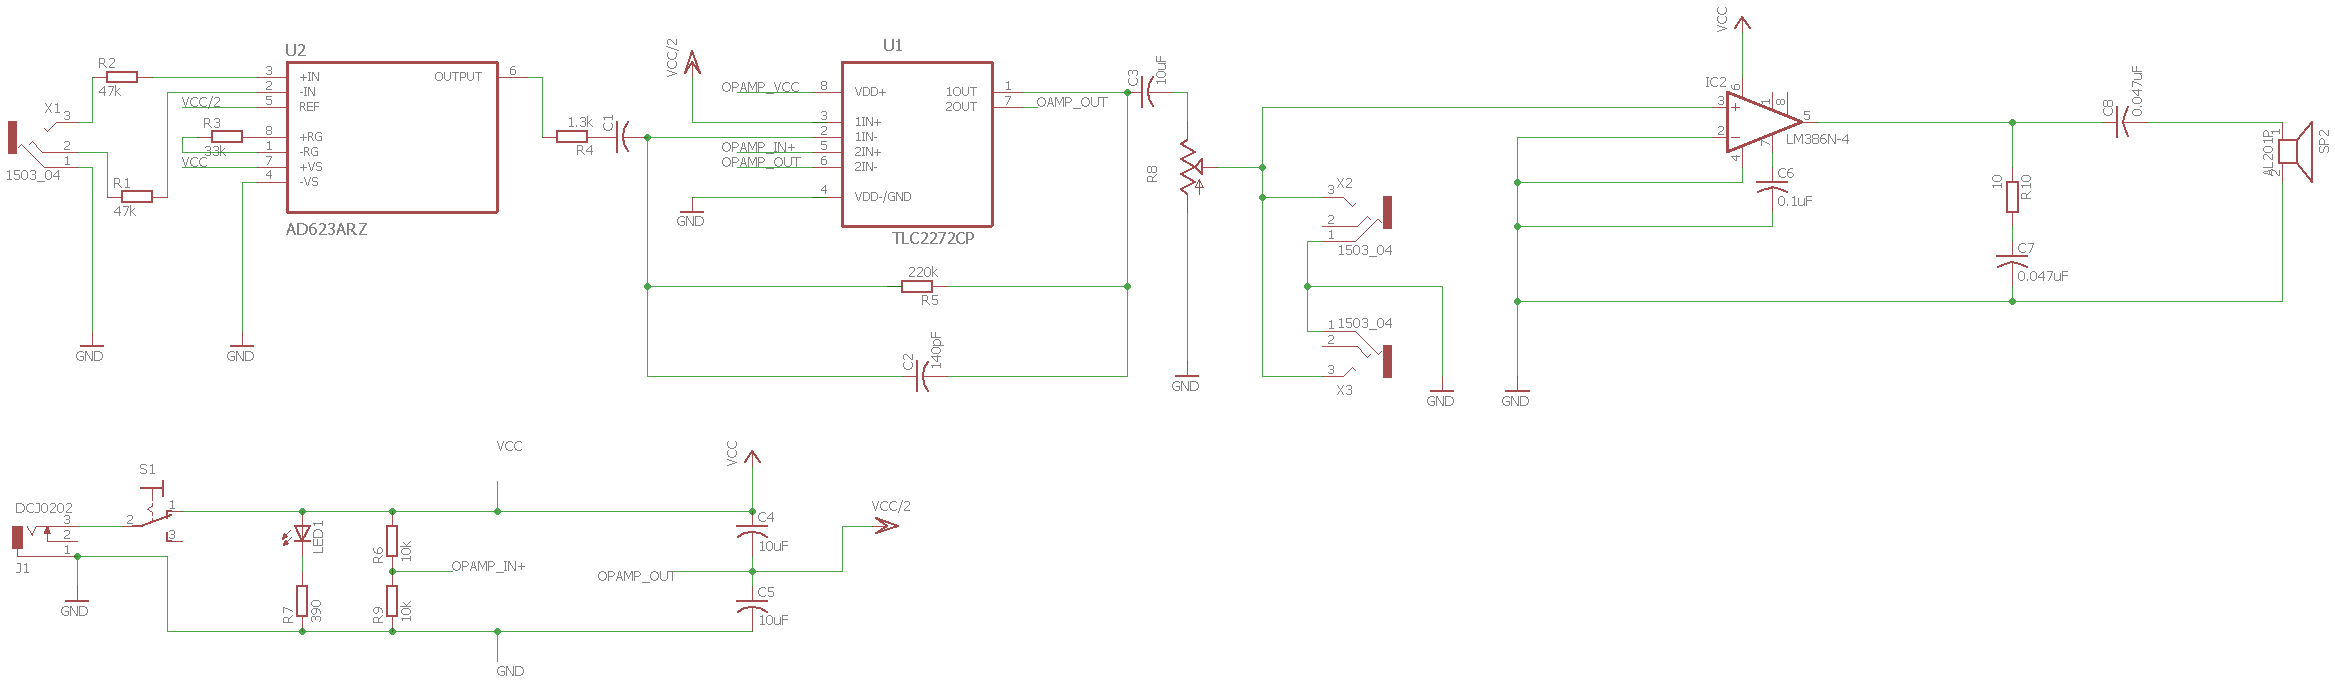 U2
R2
47k
X1
3
2
1
1503_04
R1
47k
VCC/2
R3
33k
VCC
3
2
5
8
1
7
4
+IN
-IN
REF
+RG
-RG
+VS
-VS
OUTPUT
6
AD623ARZ
GND
GND
1.3k
R4
C1
VCC/2
U1
OPAMP_VCC
OPAMP_IN+
OPAMP_OUT
8
3
2
5
6
4
VDD+
1IN+
1IN-
2IN+
2IN-
VDD-/GND
1OUT
2OUT
1
7
OAMP_OUT
TLC2272CP
GND
220k
R5
C2
140pF
C3
10uF
R8
GND
X2
3
2
1
1503_04
1503_04
1
2
3
X3
GND
VCC
IC2
6
1
8
3
+
2
−
5
4
7
LM386N-4
C6
0.1uF
GND
10
R10
C7
0.047uF
C8
0.047uF
AL201P
1
2
SP2
S1
DCJ0202
3
2
1
J1
GND
2
1
3
LED1
R7
390
R6
10k
R9
10k
OPAMP_IN+
VCC
GND
VCC
OPAMP_OUT
C4
10uF
C5
10uF
VCC/2